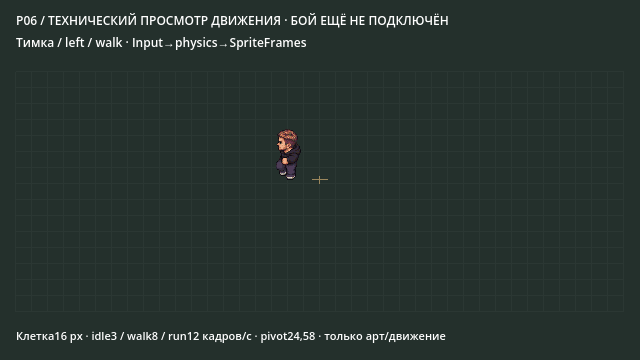 P06 / ТЕХНИЧЕСКИЙ ПРОСМОТР ДВИЖЕНИЯ · БОЙ ЕЩЁ НЕ ПОДКЛЮЧЁН
Тимка / left / walk · Input→physics→SpriteFrames
Клетка16 px · idle3 / walk8 / run12 кадров/с · pivot24,58 · только арт/движение